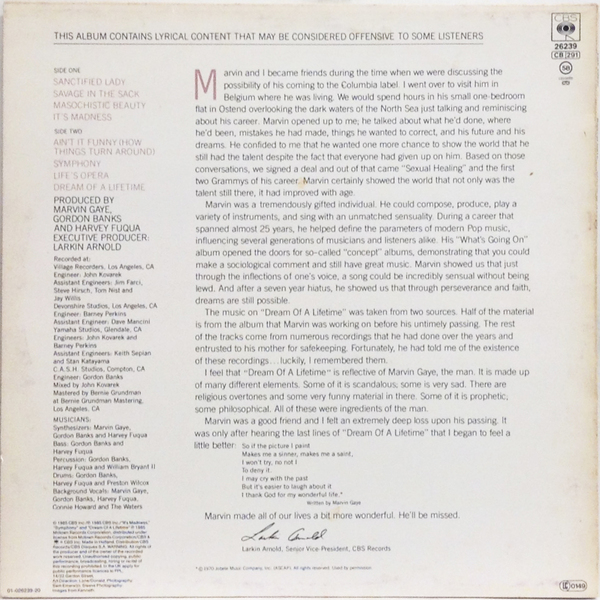 THIS ALBUM CONTAINS LYRICAL CONTENT THAT MAY BE CONSIDERED OFFENSIVE TO SOME LISTENERS
CBS
26239
CB 291
SIDE ONE
SANCTIFIED LADY
SAVAGE IN THE SACK
MASOCHISTIC BEAUTY
IT'S MADNESS
SIDE TWO
AIN'T IT FUNNY (HOW
THINGS TURN AROUND)
SYMPHONY
LIFE'S OPERA
DREAM OF A LIFETIME
PRODUCED BY
MARVIN GAYE,
GORDON BANKS
AND HARVEY FUQUA
EXECUTIVE PRODUCER:
LARKIN ARNOLD
Recorded at:
Village Recorders, Los Angeles, CA
Engineer: John Kovarek
Assistant Engineers: Jim Faraci,
Steve Hirsch, Tom Nist and
Jay Willis
Devonshire Studios, Los Angeles, CA
Engineer: Barney Perkins
Assistant Engineer: Dave Mancini
Yamaha Studios, Glendale, CA
Engineers: John Kovarek and
Barney Perkins
Assistant Engineers: Keith Seplan
and Stan Katayama
C.A.S.H. Studios, Compton, CA
Engineer: Gordon Banks
Mixed by John Kovarek
Mastered by Bernie Grundman
at Bernie Grundman Mastering,
Los Angeles, CA
MUSICIANS:
Synthesizers: Marvin Gaye,
Gordon Banks and Harvey Fuqua
Bass: Gordon Banks and
Harvey Fuqua
Percussion: Gordon Banks,
Harvey Fuqua and William Bryant II
Drums: Gordon Banks,
Harvey Fuqua and Preston Wilcox
Background Vocals: Marvin Gaye,
Gordon Banks, Harvey Fuqua,
Connie Howard and The Waters
Marvin and I became friends during the time when we were discussing the
possibility of his coming to the Columbia label. I went over to visit him in
Belgium where he was living. We would spend hours in his small one-bedroom
flat in Ostend overlooking the dark waters of the North Sea just talking and reminiscing
about his career. Marvin opened up to me; he talked about what he'd done, where
he'd been, mistakes he had made, things he wanted to correct, and his future and his
dreams. He confided to me that he wanted one more chance to show the world that he
still had the talent despite the fact that everyone had given up on him. Based on those
conversations, we signed a deal and out of that came "Sexual Healing" and the first
two Grammys of his career. Marvin certainly showed the world that not only was the
talent still there, it had improved with age.
Marvin was a tremendously gifted individual. He could compose, produce, play a
variety of instruments, and sing with an unmatched sensuality. During a career that
spanned almost 25 years, he helped define the parameters of modern Pop music,
influencing several generations of musicians and listeners alike. His "What's Going On"
album opened the doors for so-called "concept" albums, demonstrating that you could
make a sociological comment and still have great music. Marvin showed us that just
through the inflections of one's voice, a song could be incredibly sensual without being
lewd. And after a seven year hiatus, he showed us that through perseverance and faith,
dreams are still possible.
The music on "Dream Of A Lifetime" was taken from two sources. Half of the material
is from the album that Marvin was working on before his untimely passing. The rest
of the tracks come from numerous recordings that he had done over the years and
entrusted to his mother for safekeeping. Fortunately, he had told me of the existence
of these recordings...luckily, I remembered them.
I feel that "Dream Of A Lifetime" is reflective of Marvin Gaye, the man. It is made up
of many different elements. Some of it is scandalous; some is very sad. There are
religious overtones and some very funny material in there. Some of it is prophetic;
some philosophical. All of these were ingredients of the man.
Marvin was a good friend and I felt an extremely deep loss upon his passing. It
was only after hearing the last lines of "Dream Of A Lifetime" that I began to feel a
little better:
So if the picture I paint
Makes me a sinner, makes me a saint,
I won't try, no not I
To deny it.
I may cry with the past
But it's easier to laugh about it.
I thank God for my wonderful life.*
Written by Marvin Gaye
Marvin made all of our lives a bit more wonderful. He'll be missed.
Larkin Arnold
Larkin Arnold, Senior Vice-President, CBS Records
01-026239-20